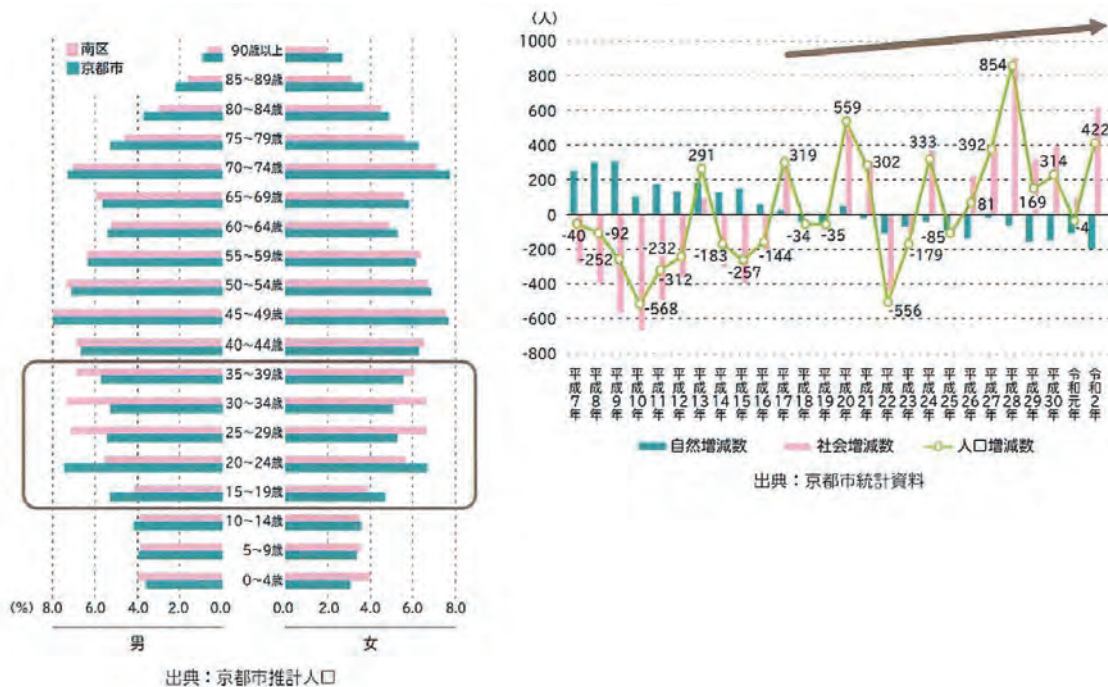 南区
京都市
90歳以上
85～89歳
80～84歳
75～79歳
70～74歳
65～69歳
60～64歳
55～59歳
50～54歳
45～49歳
40～44歳
35～39歳
30～34歳
25～29歳
20～24歳
15～19歳
10～14歳
5～9歳
0～4歳
(%) 8.0 6.0 4.0 2.0 0.0 0.0 2.0 4.0 6.0 8.0
男 女
出典：京都市推計人口
(人)
1000
800
600
400
200
0
-200
-400
-600
-800
-40
-252
-92
-568
-232
-312
291
-183
-257
-144
319
-34
-35
559
302
-556
-179
333
-85
81
392
854
169
314
-4
422
平成7年
平成8年
平成9年
平成10年
平成11年
平成12年
平成13年
平成14年
平成15年
平成16年
平成17年
平成18年
平成19年
平成20年
平成21年
平成22年
平成23年
平成24年
平成25年
平成26年
平成27年
平成28年
平成29年
平成30年
令和元年
令和2年
自然増減数 社会増減数 人口増減数
出典：京都市統計資料